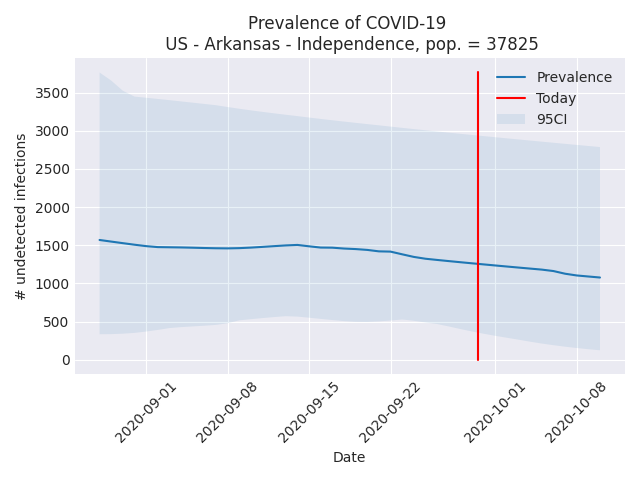 Prevalence of COVID-19
US - Arkansas - Independence, pop. = 37825
Prevalence
Today
95CI
# undetected infections
3500
3000
2500
2000
1500
1000
500
0
2020-09-01
2020-09-08
2020-09-15
2020-09-22
2020-10-01
2020-10-08
Date